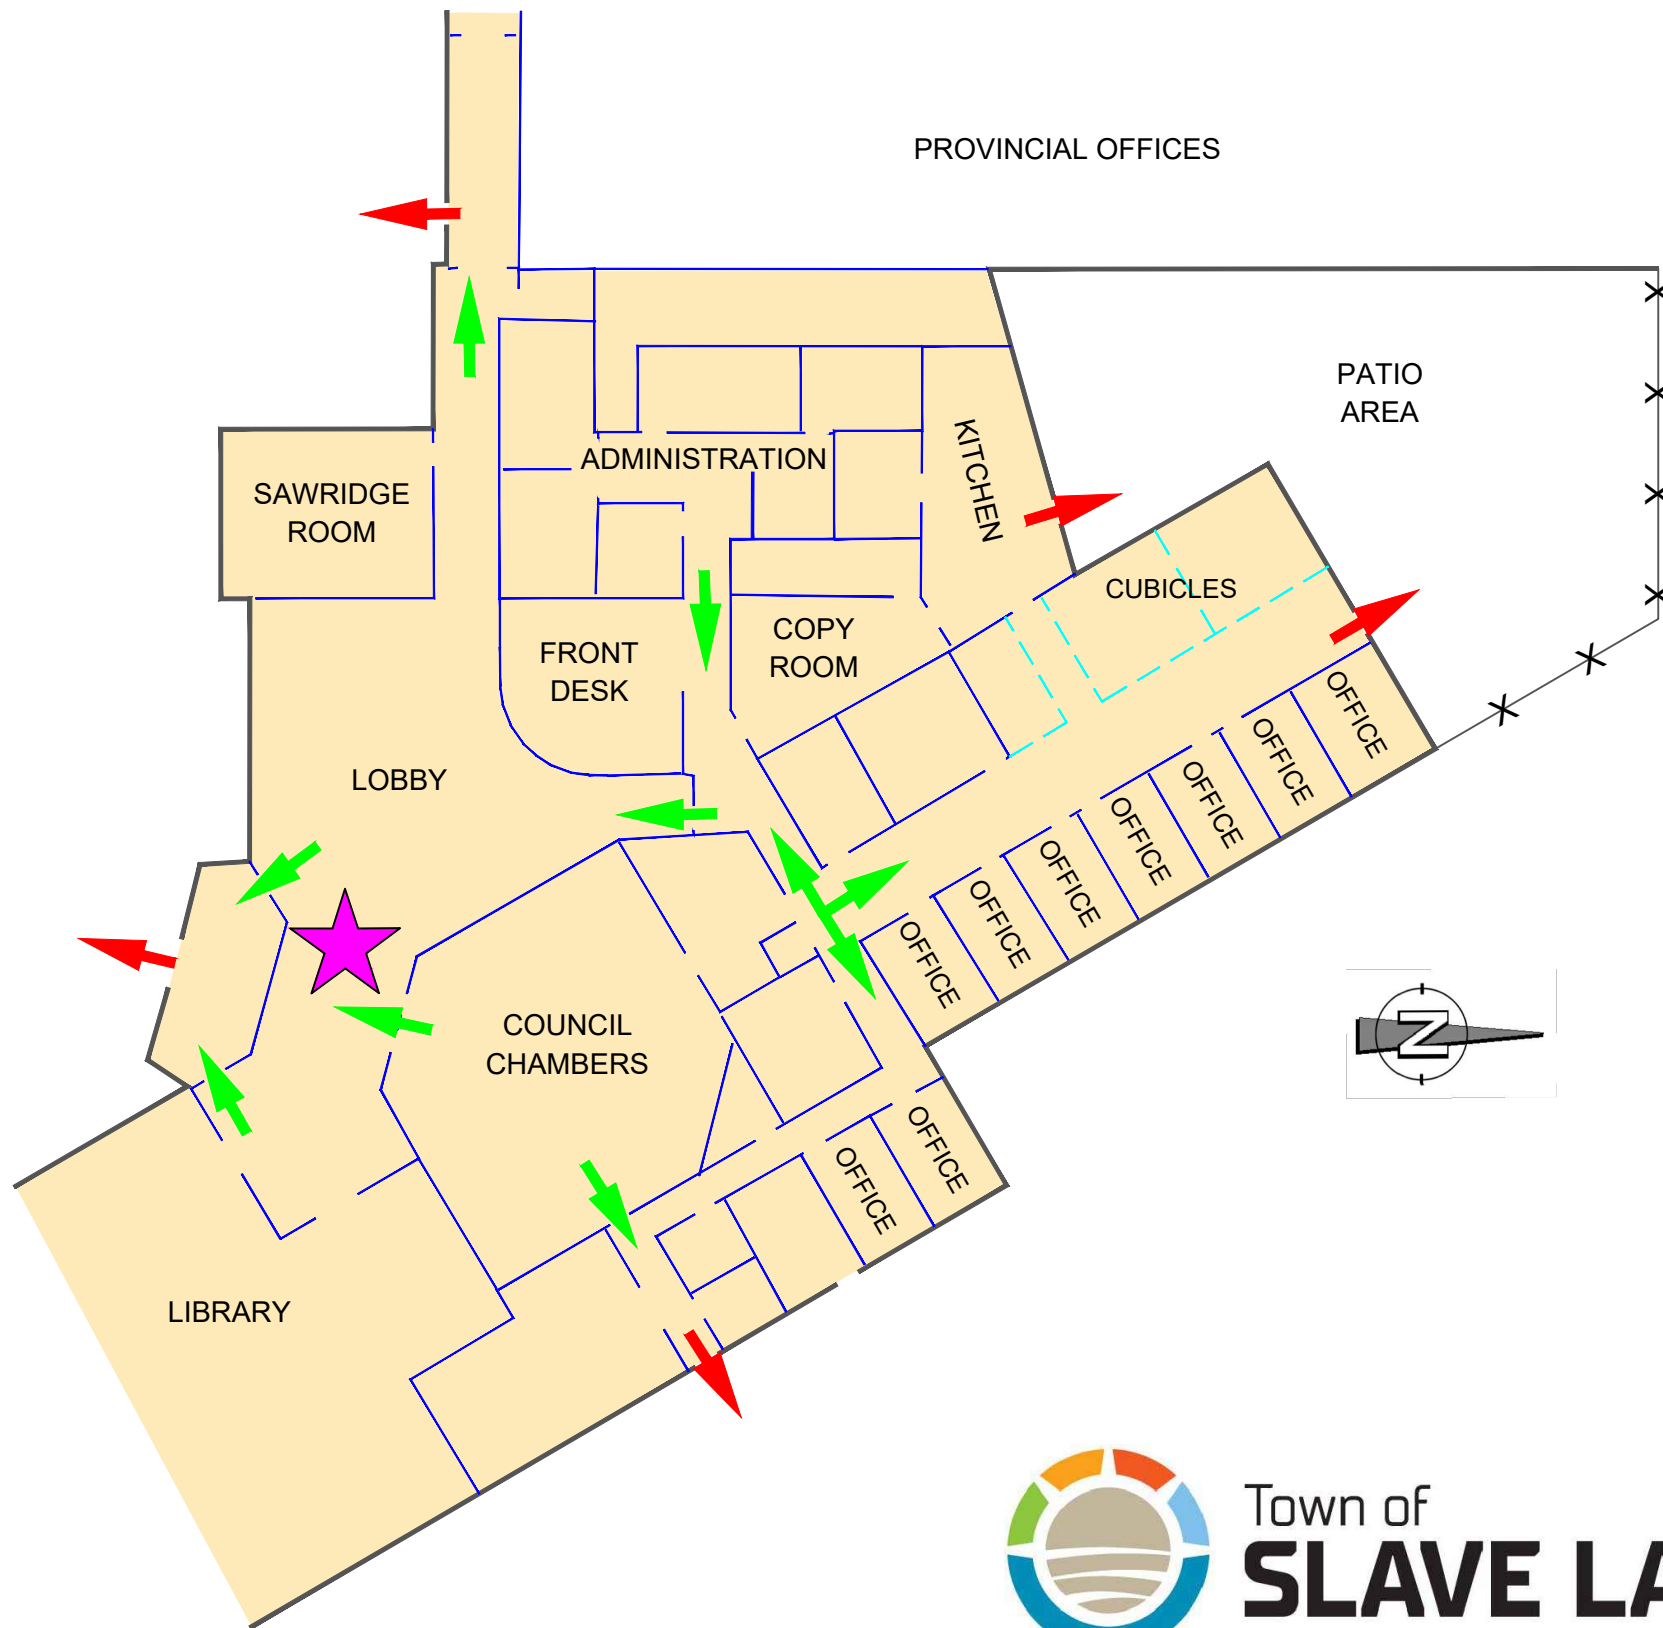 PROVINCIAL OFFICES
PATIO
AREA
KITCHEN
ADMINISTRATION
SAWRIDGE
ROOM
CUBICLES
COPY
ROOM
FRONT
DESK
OFFICE
OFFICE
OFFICE
OFFICE
OFFICE
OFFICE
OFFICE
LOBBY
COUNCIL
CHAMBERS
N
OFFICE
OFFICE
LIBRARY
Town of
SLAVE LA